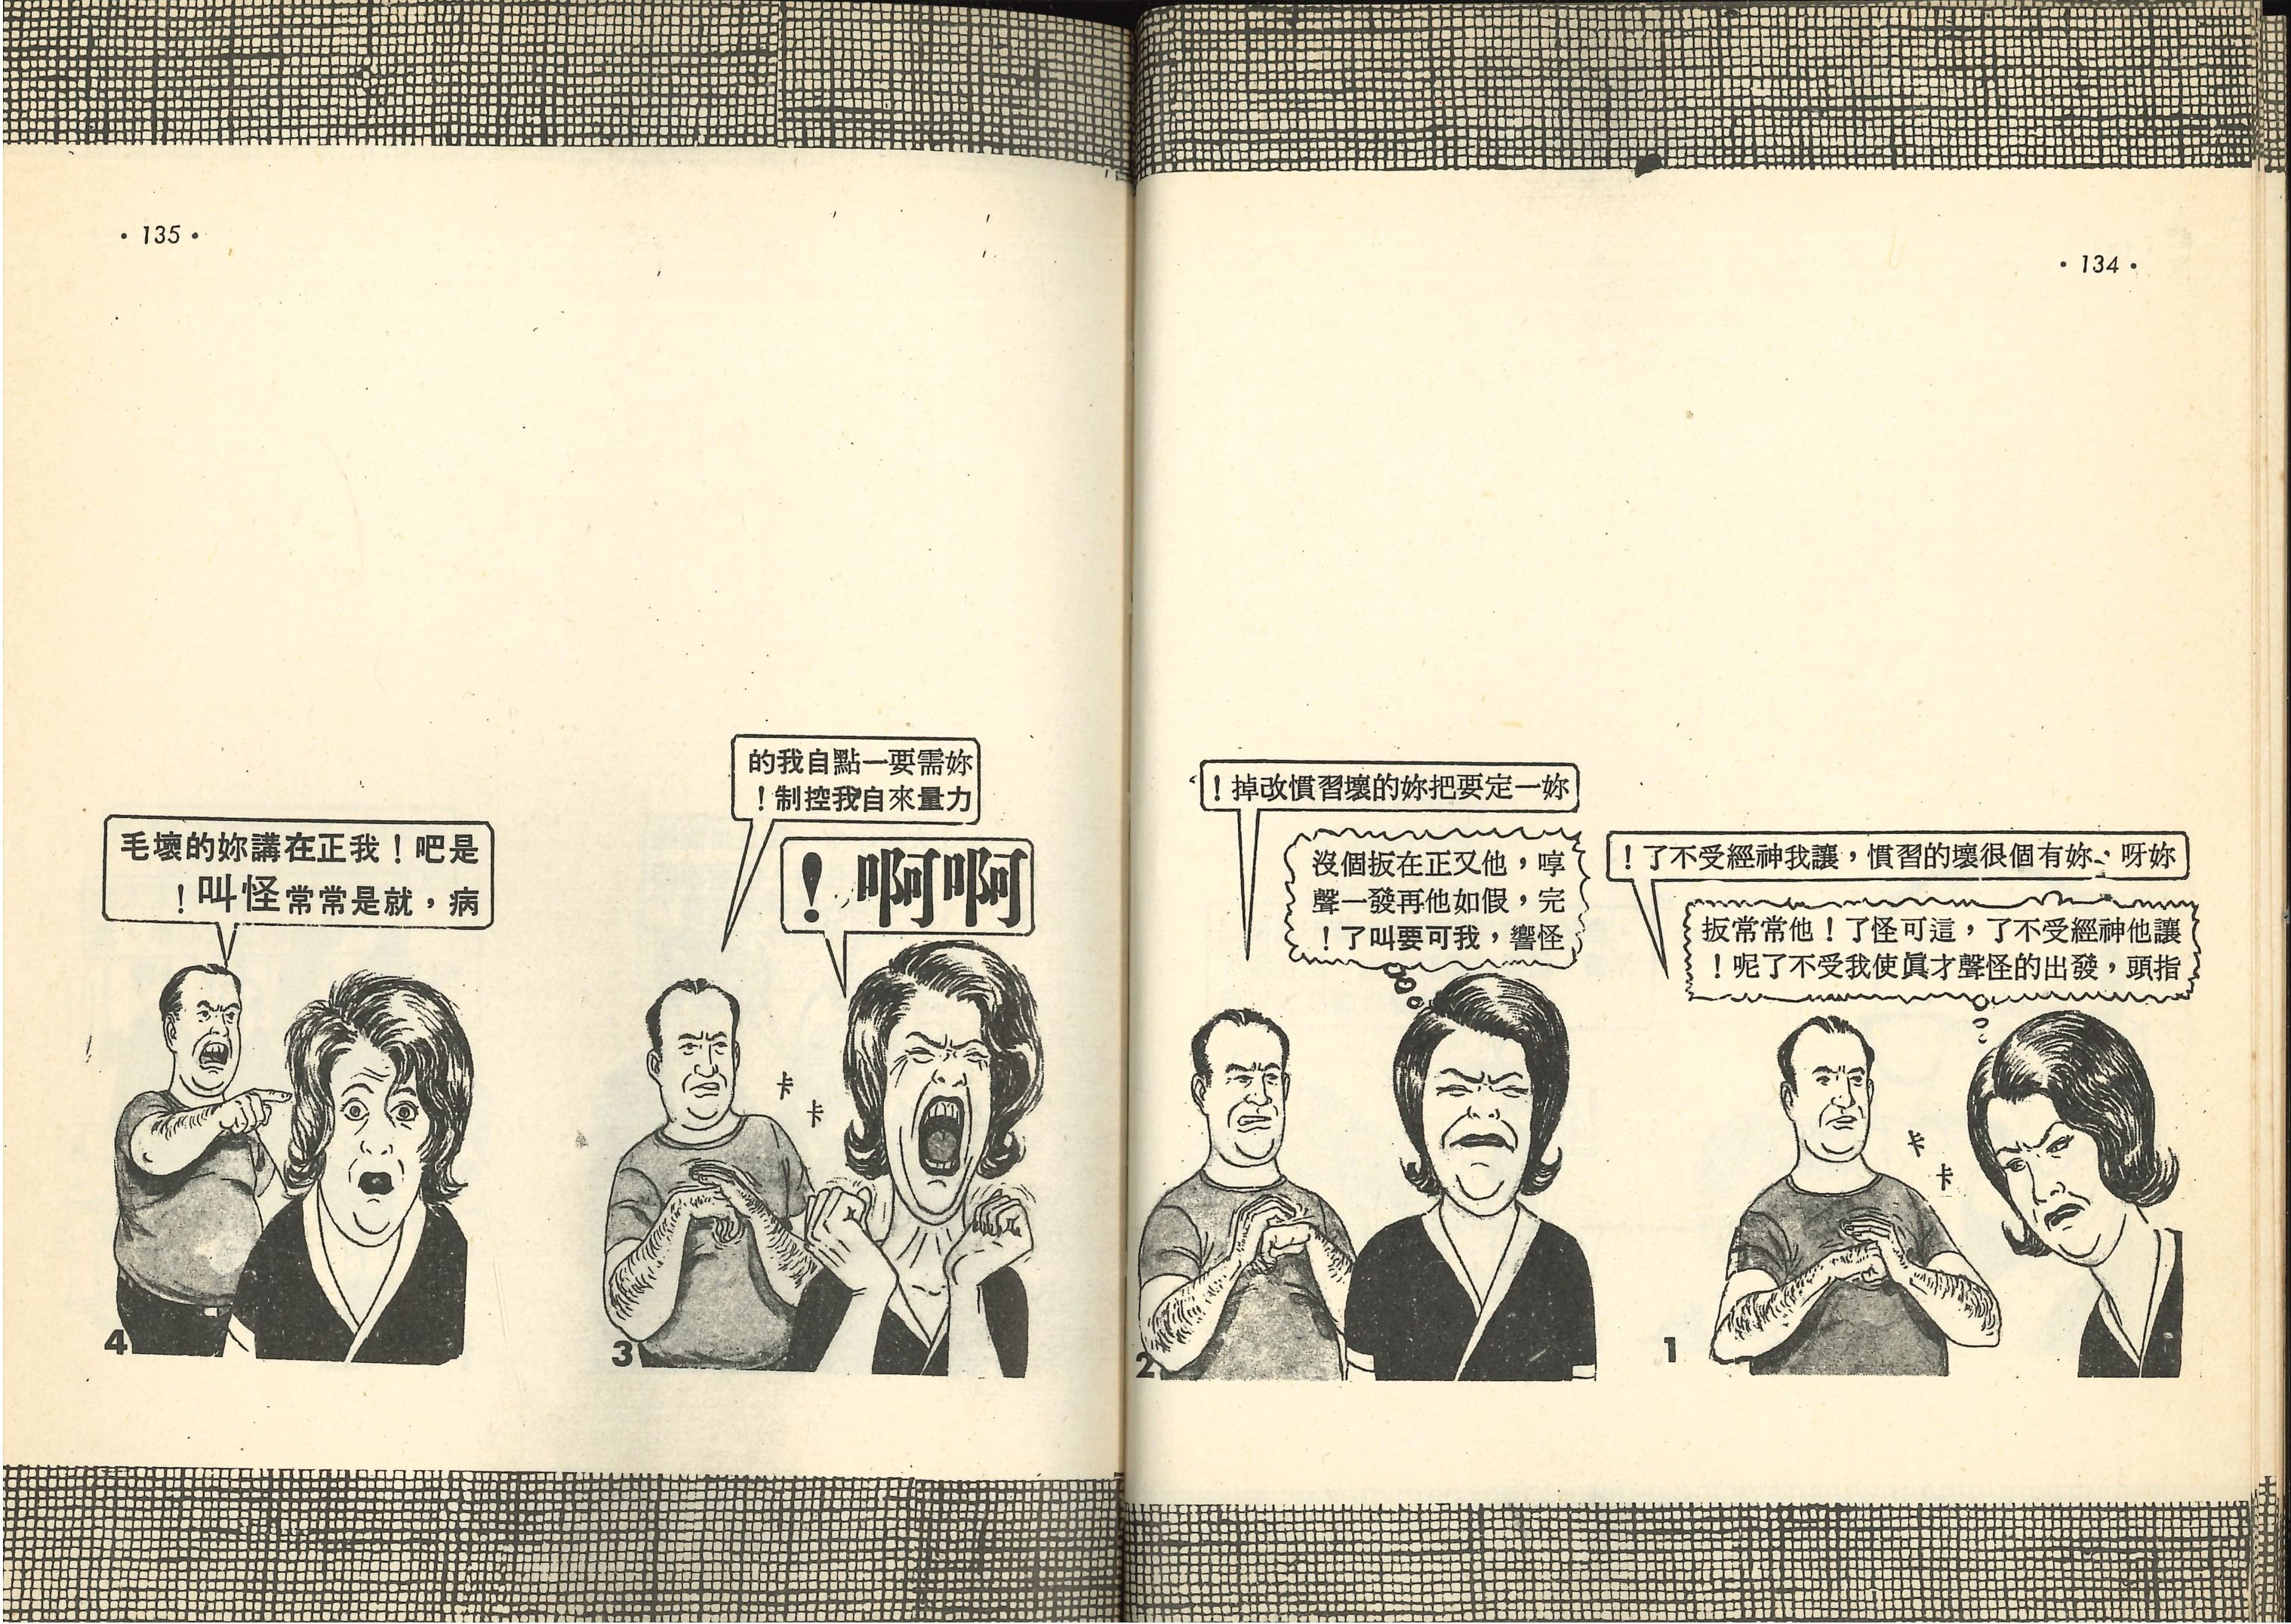 • 134 •
妳呀、妳有個很壞的習慣，讓我神經受不了！
讓他神經受不了，這可怪了！他常常扳
指頭，發出的怪聲才眞使我受不了呢！
卡
卡
1
妳一定要把妳的壞習慣改掉！
哼，他又正在扳個沒
完，假如他再發一聲
怪響，我可要叫了！
2
• 135 •
妳需要一點自我的
力量來自我控制！
啊啊！
卡
卡
3
是吧！我正在講妳的壞毛
病，就是常常怪叫！
4